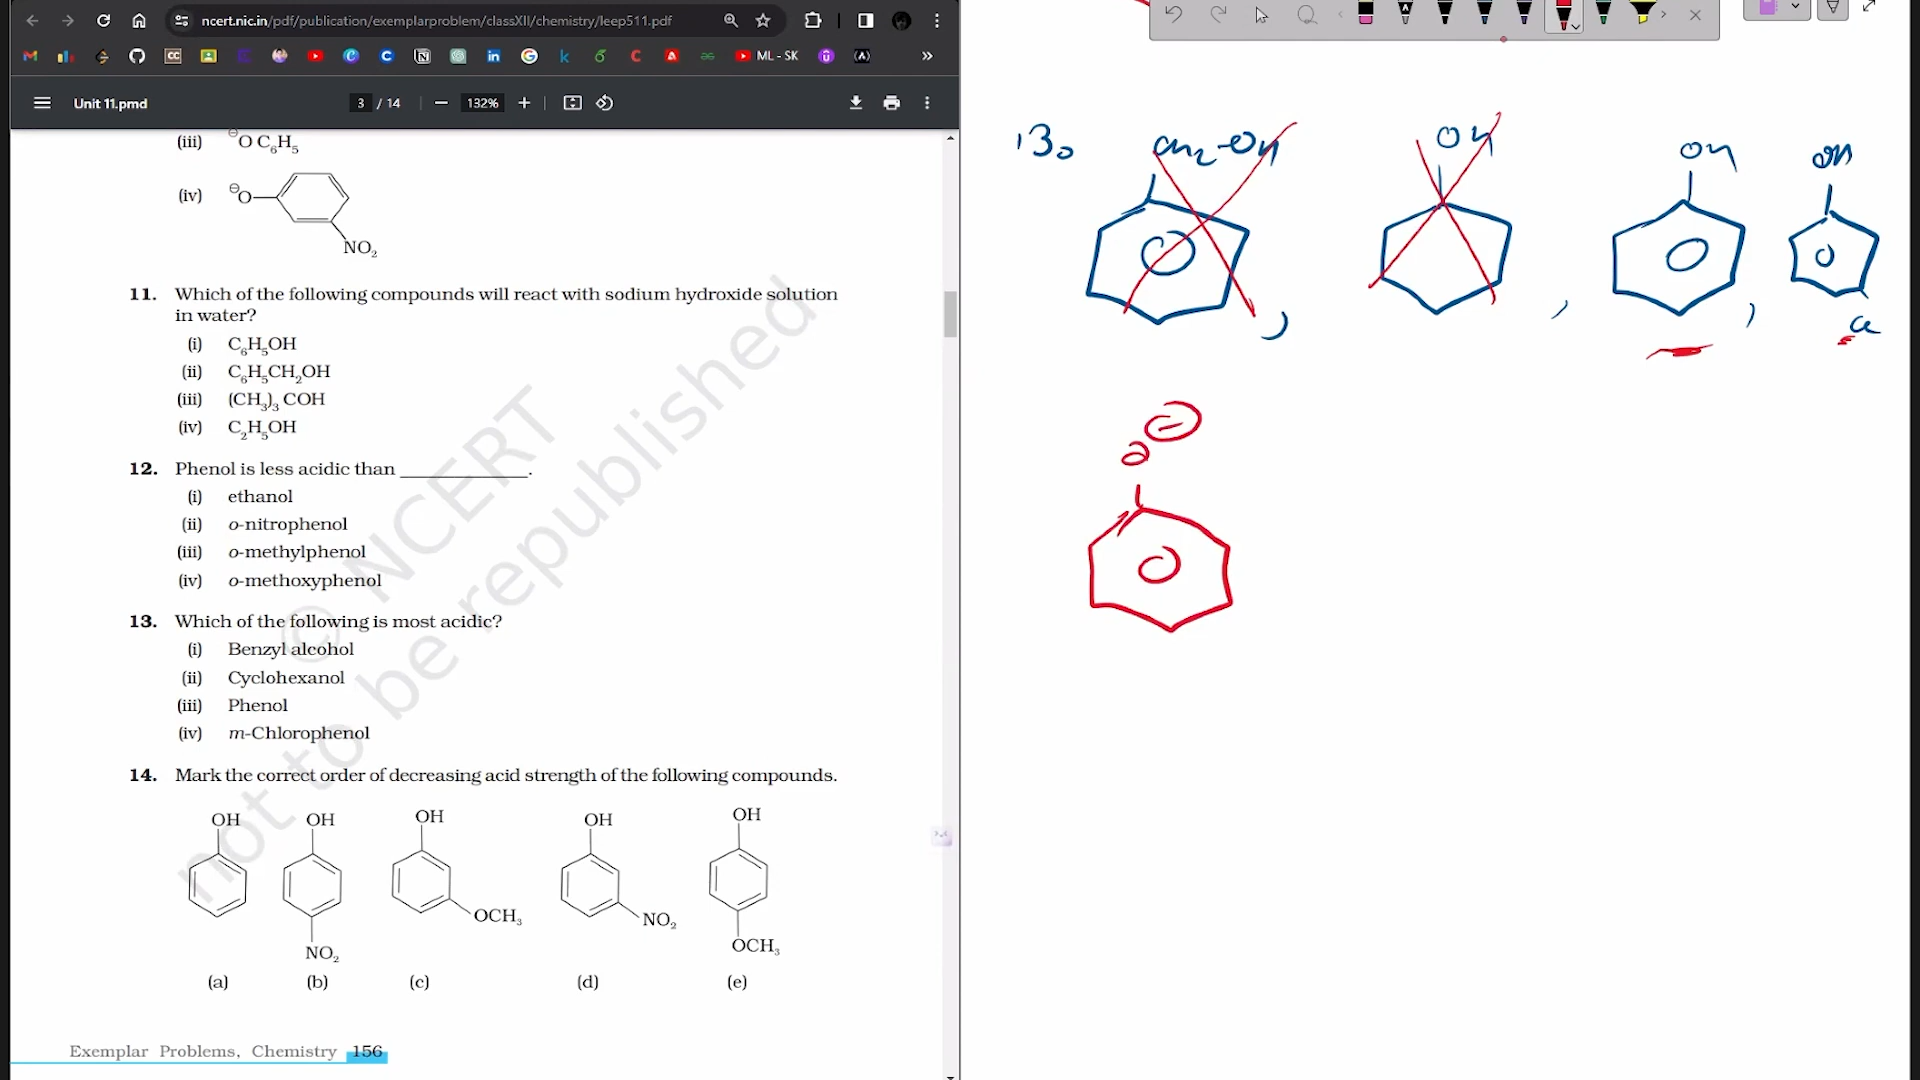 ncert.nic.in/pdf/publication/exemplarproblem/classXII/chemistry/leep511.pdf
ML - SK
Unit 11.pmd
3 / 14
132%
(iii) ⊖O C₆H₅
(iv) ⊖O
NO₂
11. Which of the following compounds will react with sodium hydroxide solution
in water?
(i) C₆H₅OH
(ii) C₆H₅CH₂OH
(iii) (CH₃)₃ COH
(iv) C₂H₅OH
12. Phenol is less acidic than ____________.
(i) ethanol
(ii) o-nitrophenol
(iii) o-methylphenol
(iv) o-methoxyphenol
13. Which of the following is most acidic?
(i) Benzyl alcohol
(ii) Cyclohexanol
(iii) Phenol
(iv) m-Chlorophenol
14. Mark the correct order of decreasing acid strength of the following compounds.
OH OH OH OH OH
OCH₃ NO₂
NO₂ OCH₃
(a) (b) (c) (d) (e)
Exemplar Problems, Chemistry 156
© NCERT
not to be republished
13. CH₂-OH OH OH OH
, , , Cl
O⊖